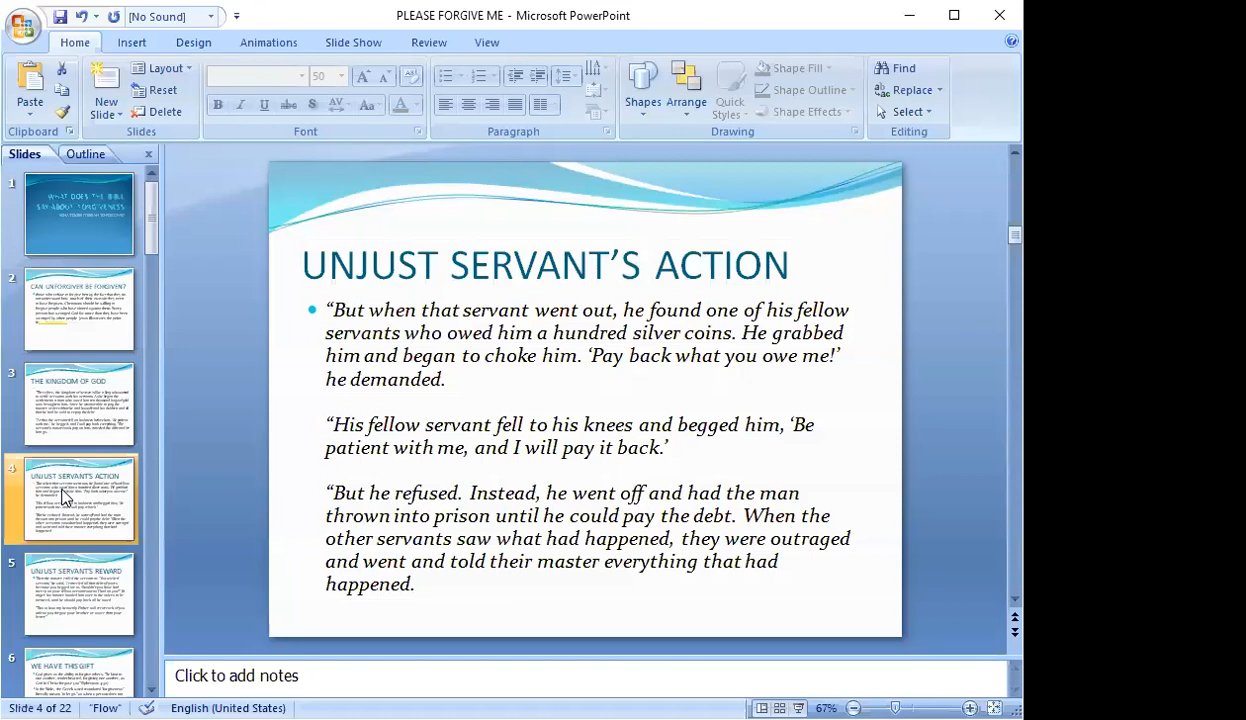 [No Sound]
PLEASE FORGIVE ME - Microsoft PowerPoint
Home Insert Design Animations Slide Show Review View
Paste
Clipboard
New Slide
Layout
Reset
Delete
Slides
50
B I U abc S AV Aa A
Font
Paragraph
Shapes
Arrange
Quick Styles
Shape Fill
Shape Outline
Shape Effects
Drawing
Find
Replace
Select
Editing
Slides Outline
1
WHAT DOES THE BIBLE
SAY ABOUT FORGIVENESS
2
CAN UNFORGIVER BE FORGIVEN?
3
THE KINGDOM OF GOD
4
UNJUST SERVANT'S ACTION
5
UNJUST SERVANT'S REWARD
6
WE HAVE THIS GIFT
UNJUST SERVANT’S ACTION
“But when that servant went out, he found one of his fellow
servants who owed him a hundred silver coins. He grabbed
him and began to choke him. ‘Pay back what you owe me!’
he demanded.
“His fellow servant fell to his knees and begged him, ‘Be
patient with me, and I will pay it back.’
“But he refused. Instead, he went off and had the man
thrown into prison until he could pay the debt. When the
other servants saw what had happened, they were outraged
and went and told their master everything that had
happened.
Click to add notes
Slide 4 of 22 "Flow" English (United States) 67%